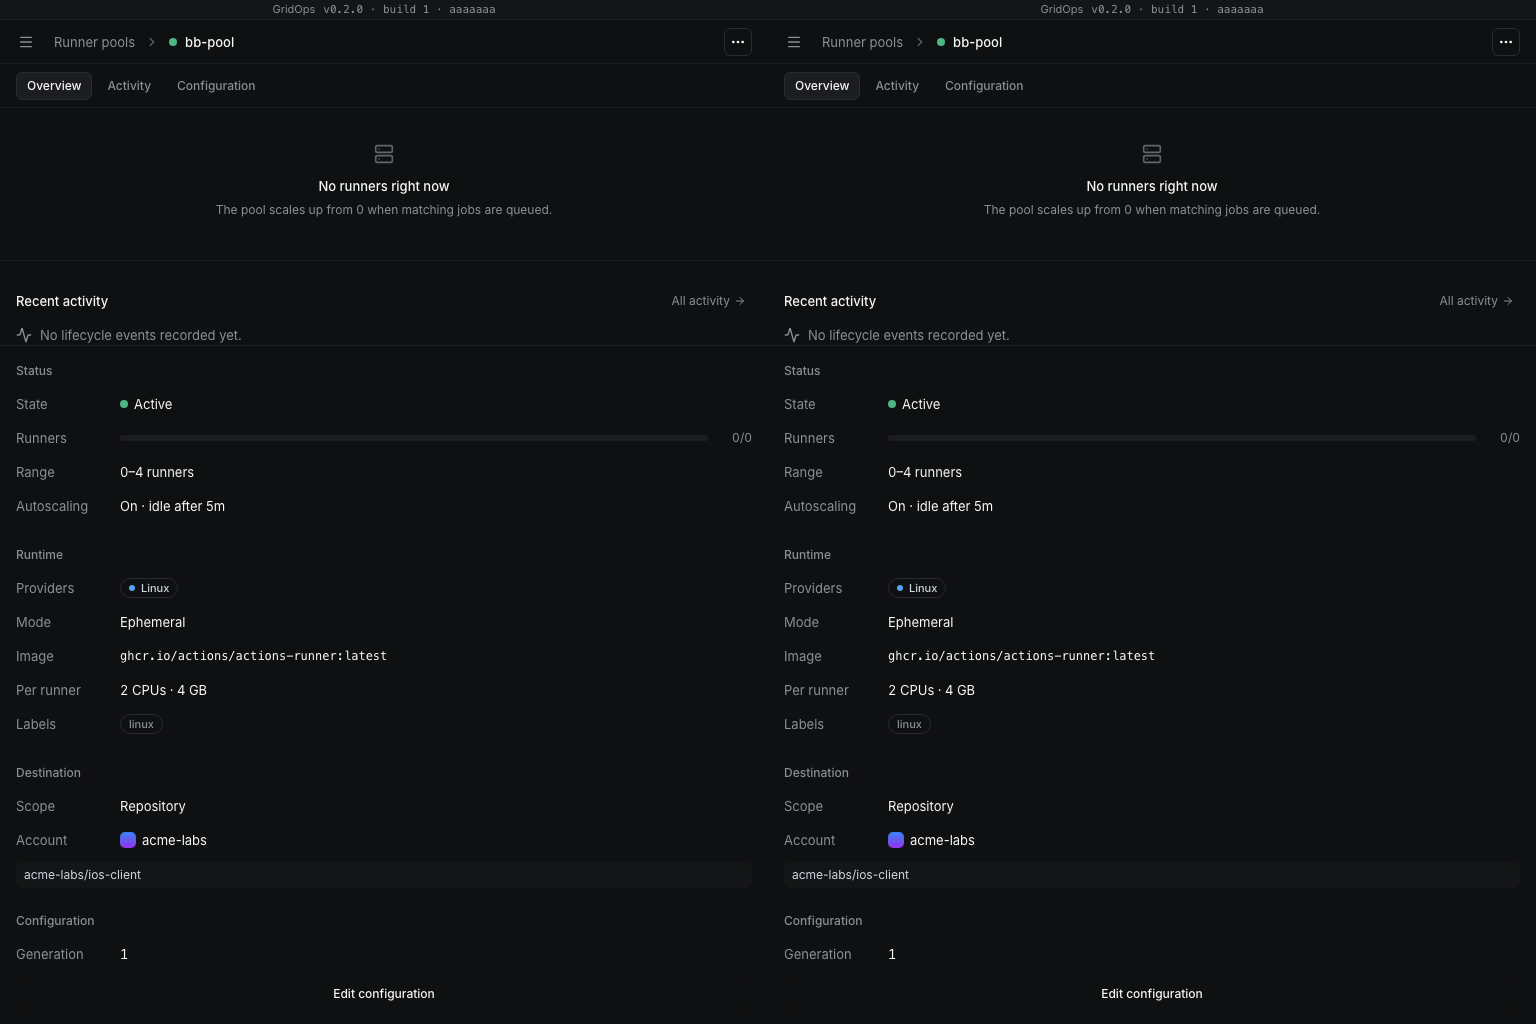 GridOps v0.2.0 · build 1 · aaaaaaa
Runner pools > bb-pool
Overview Activity Configuration
No runners right now
The pool scales up from 0 when matching jobs are queued.
Recent activity All activity →
No lifecycle events recorded yet.
Status
State Active
Runners 0/0
Range 0–4 runners
Autoscaling On · idle after 5m
Runtime
Providers Linux
Mode Ephemeral
Image ghcr.io/actions/actions-runner:latest
Per runner 2 CPUs · 4 GB
Labels linux
Destination
Scope Repository
Account acme-labs
acme-labs/ios-client
Configuration
Generation 1
Edit configuration
GridOps v0.2.0 · build 1 · aaaaaaa
Runner pools > bb-pool
Overview Activity Configuration
No runners right now
The pool scales up from 0 when matching jobs are queued.
Recent activity All activity →
No lifecycle events recorded yet.
Status
State Active
Runners 0/0
Range 0–4 runners
Autoscaling On · idle after 5m
Runtime
Providers Linux
Mode Ephemeral
Image ghcr.io/actions/actions-runner:latest
Per runner 2 CPUs · 4 GB
Labels linux
Destination
Scope Repository
Account acme-labs
acme-labs/ios-client
Configuration
Generation 1
Edit configuration